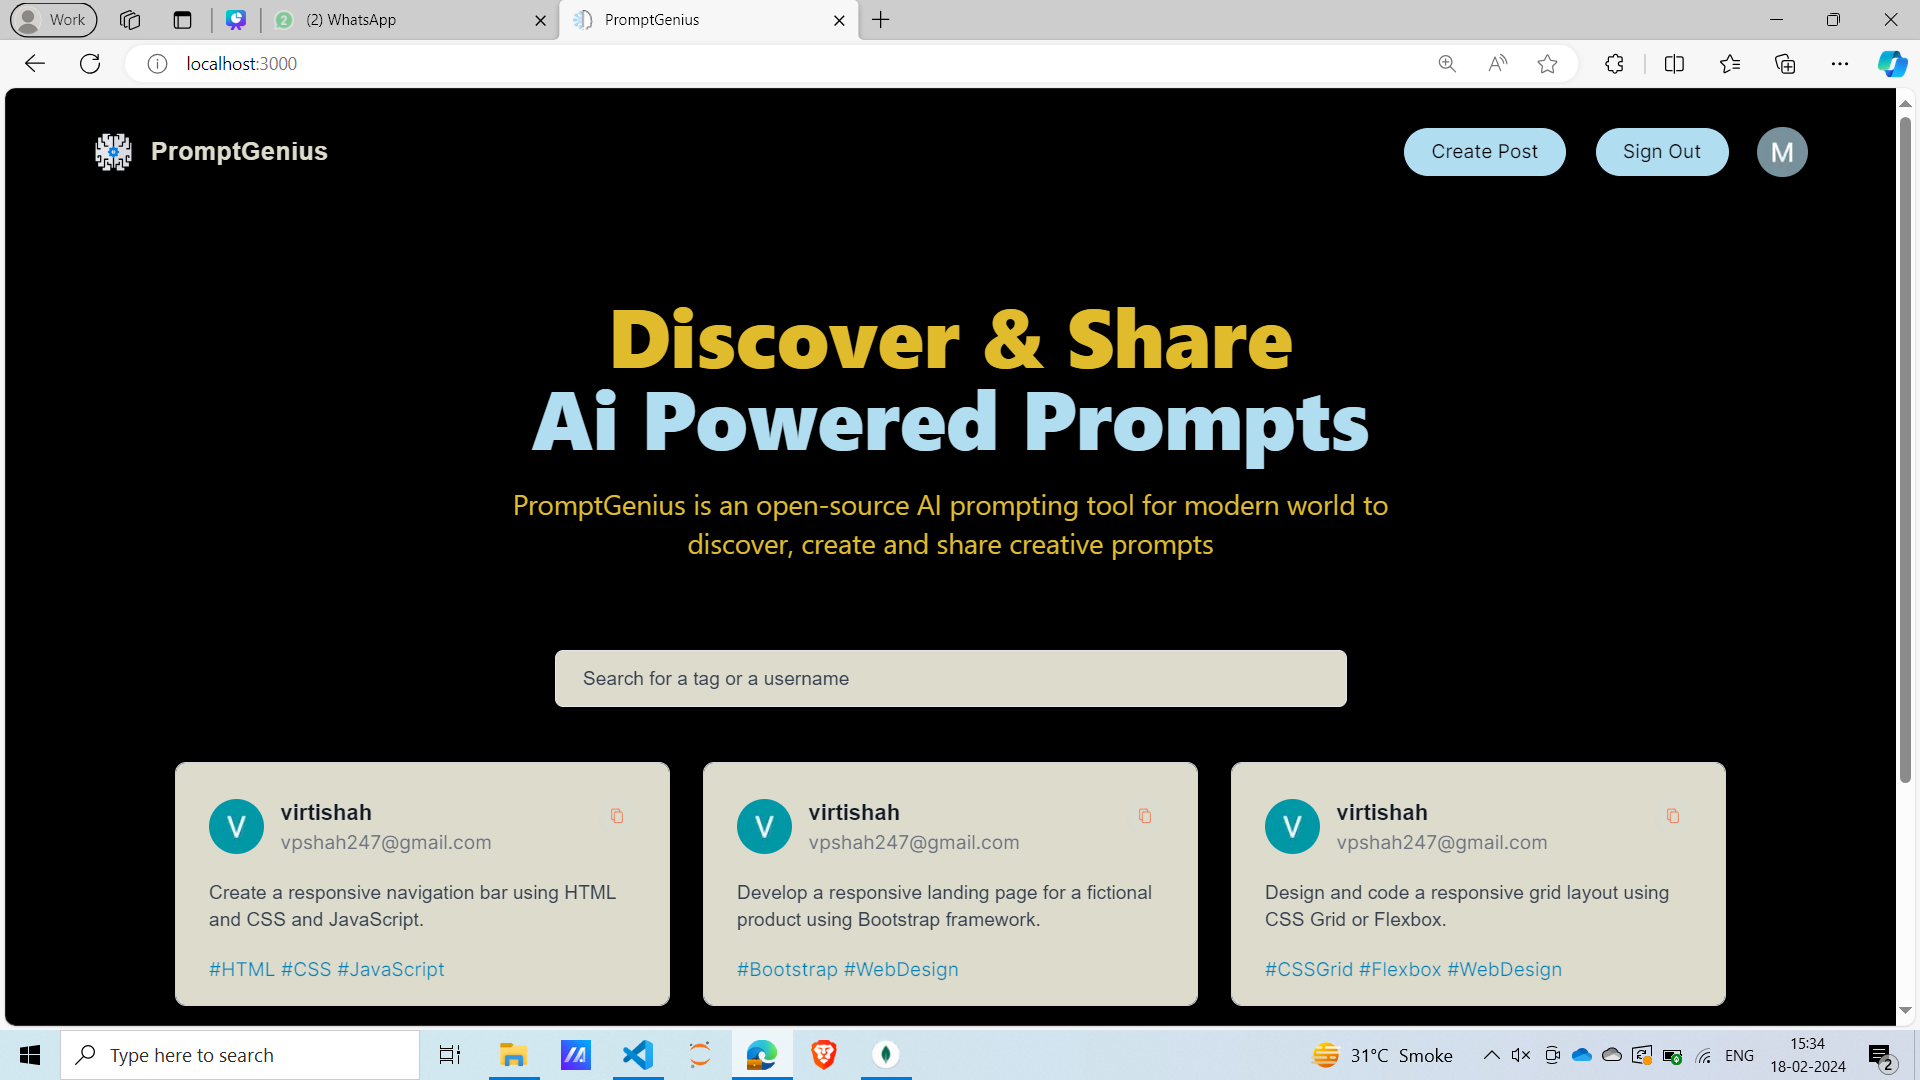 Work
2
(2) WhatsApp
PromptGenius
localhost:3000
PromptGenius
Create Post
Sign Out
M
Discover & Share
Ai Powered Prompts
PromptGenius is an open-source AI prompting tool for modern world to
discover, create and share creative prompts
Search for a tag or a username
V
virtishah
vpshah247@gmail.com
Create a responsive navigation bar using HTML
and CSS and JavaScript.
#HTML #CSS #JavaScript
V
virtishah
vpshah247@gmail.com
Develop a responsive landing page for a fictional
product using Bootstrap framework.
#Bootstrap #WebDesign
V
virtishah
vpshah247@gmail.com
Design and code a responsive grid layout using
CSS Grid or Flexbox.
#CSSGrid #Flexbox #WebDesign
Type here to search
31°C Smoke
ENG
15:34
18-02-2024
2